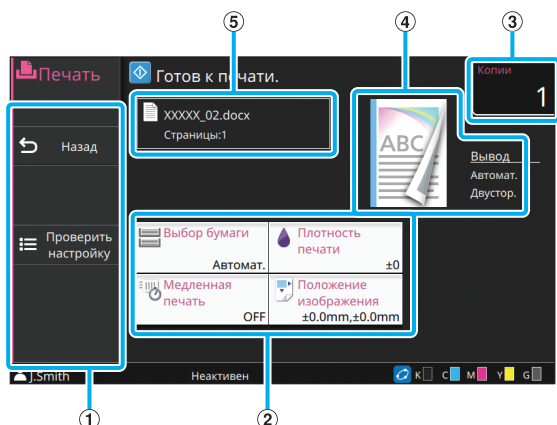 5
4
3
Печать
Готов к печати.
Копии
1
XXXXX_02.docx
Страницы:1
ABC
Вывод
Автомат.
Двустор.
Назад
Проверить
настройку
Выбор бумаги
Автомат.
Плотность
печати
±0
Медленная
печать
OFF
Положение
изображения
±0.0mm,±0.0mm
J.Smith
Неактивен
K C M Y G
1
2